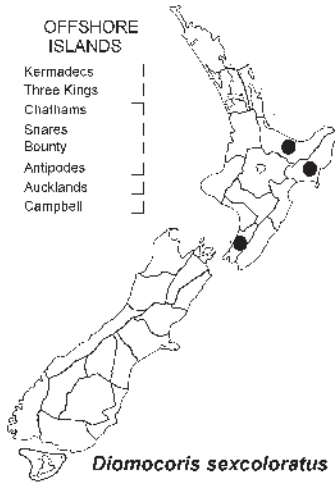 OFFSHORE
ISLANDS
Kermadecs
Three Kings
Chathams
Snares
Bounty
Antipodes
Aucklands
Campbell
Diomocoris sexcoloratus